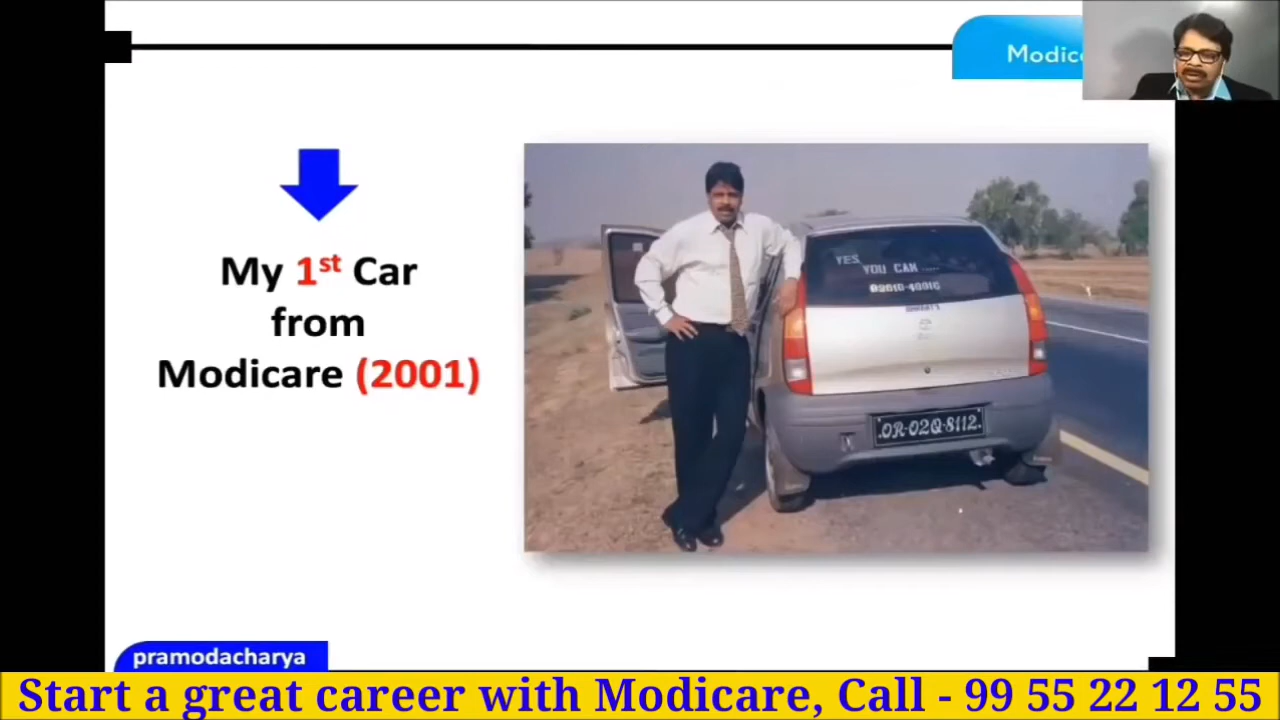 Modic
My 1st Car
from
Modicare (2001)
YES,
YOU CAN .....
OR-02Q-8112
pramodacharya
Start a great career with Modicare, Call - 99 55 22 12 55